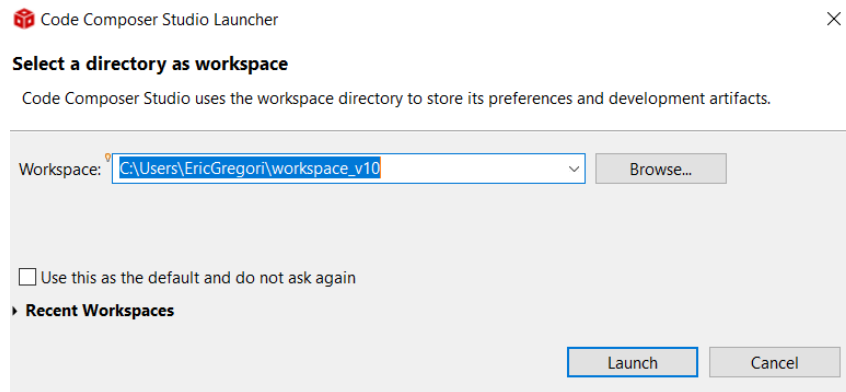 Code Composer Studio Launcher
Select a directory as workspace
Code Composer Studio uses the workspace directory to store its preferences and development artifacts.
Workspace: C:\Users\EricGregori\workspace_v10 Browse...
Use this as the default and do not ask again
Recent Workspaces
Launch Cancel